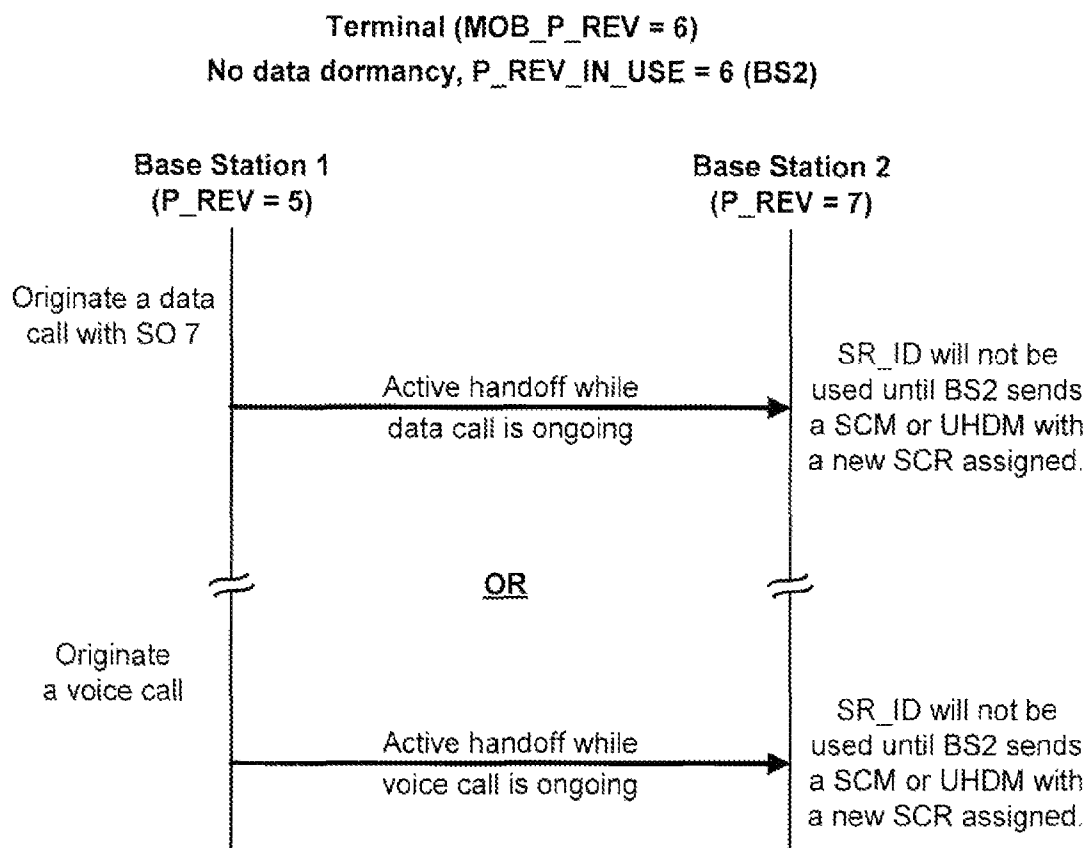 Terminal (MOB_P_REV = 6)
No data dormancy, P_REV_IN_USE = 6 (BS2)
Base Station 1
(P_REV = 5)
Base Station 2
(P_REV = 7)
Originate a data
call with SO 7
Active handoff while
data call is ongoing
SR_ID will not be
used until BS2 sends
a SCM or UHDM with
a new SCR assigned.
OR
Originate
a voice call
Active handoff while
voice call is ongoing
SR_ID will not be
used until BS2 sends
a SCM or UHDM with
a new SCR assigned.